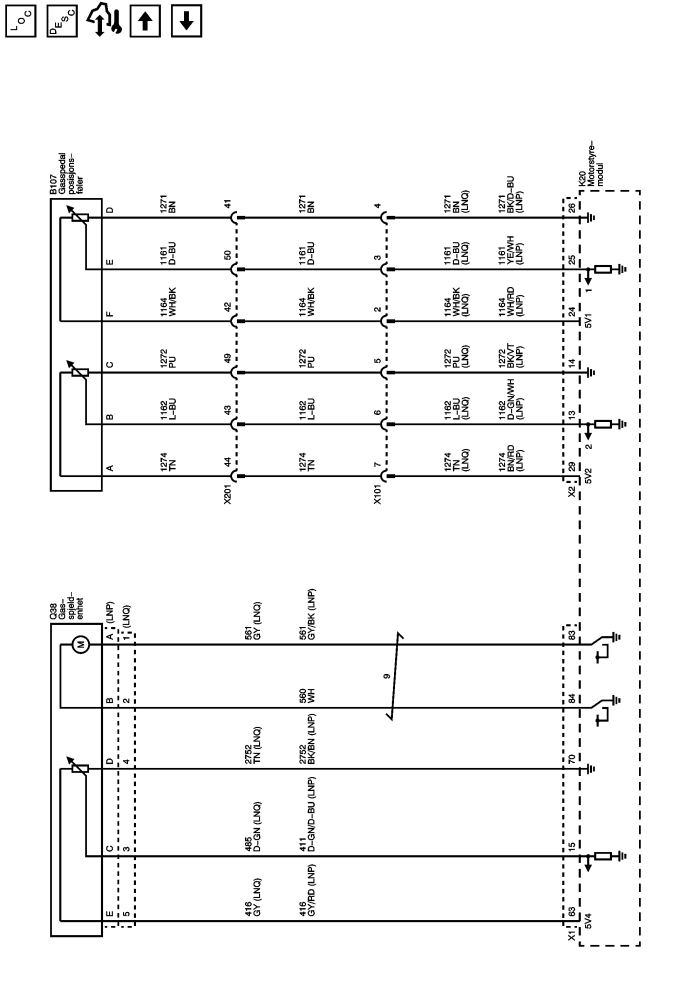 LOC
DESC
B107
Gasspedal
posisjons–
føler
K20
Motorstyre–
modul
D
1271
BN
41
1271
BN
4
1271
BN
(LNQ)
1271
BK/D–BU
(LNP)
26
E
1161
D–BU
50
1161
D–BU
3
1161
D–BU
(LNQ)
1161
YE/WH
(LNP)
25
1
F
1164
WH/BK
42
1164
WH/BK
2
1164
WH/BK
(LNQ)
1164
WH/RD
(LNP)
24
5V1
C
1272
PU
49
1272
PU
5
1272
PU
(LNQ)
1272
BK/VT
(LNP)
14
B
1162
L–BU
43
1162
L–BU
6
1162
L–BU
(LNQ)
1162
D–GN/WH
(LNP)
13
2
A
1274
TN
44
1274
TN
7
1274
TN
(LNQ)
1274
BN/RD
(LNP)
29
5V2
X201
X101
X2
Q38
Gas–
spjeld–
enhet
A
(LNP)
1
(LNQ)
561
GY (LNQ)
561
GY/BK (LNP)
83
M
9
B
2
560
WH
84
D
4
2752
TN (LNQ)
2752
BK/BN (LNP)
70
C
3
485
D–GN (LNQ)
411
D–GN/D–BU (LNP)
15
E
5
416
GY (LNQ)
416
GY/RD (LNP)
63
5V4
X1